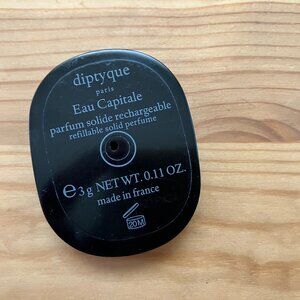 diptyque
paris
Eau Capitale
parfum solide rechargeable
refillable solid perfume
℮ 3 g NET WT. 0.11 OZ.
made in france
20M